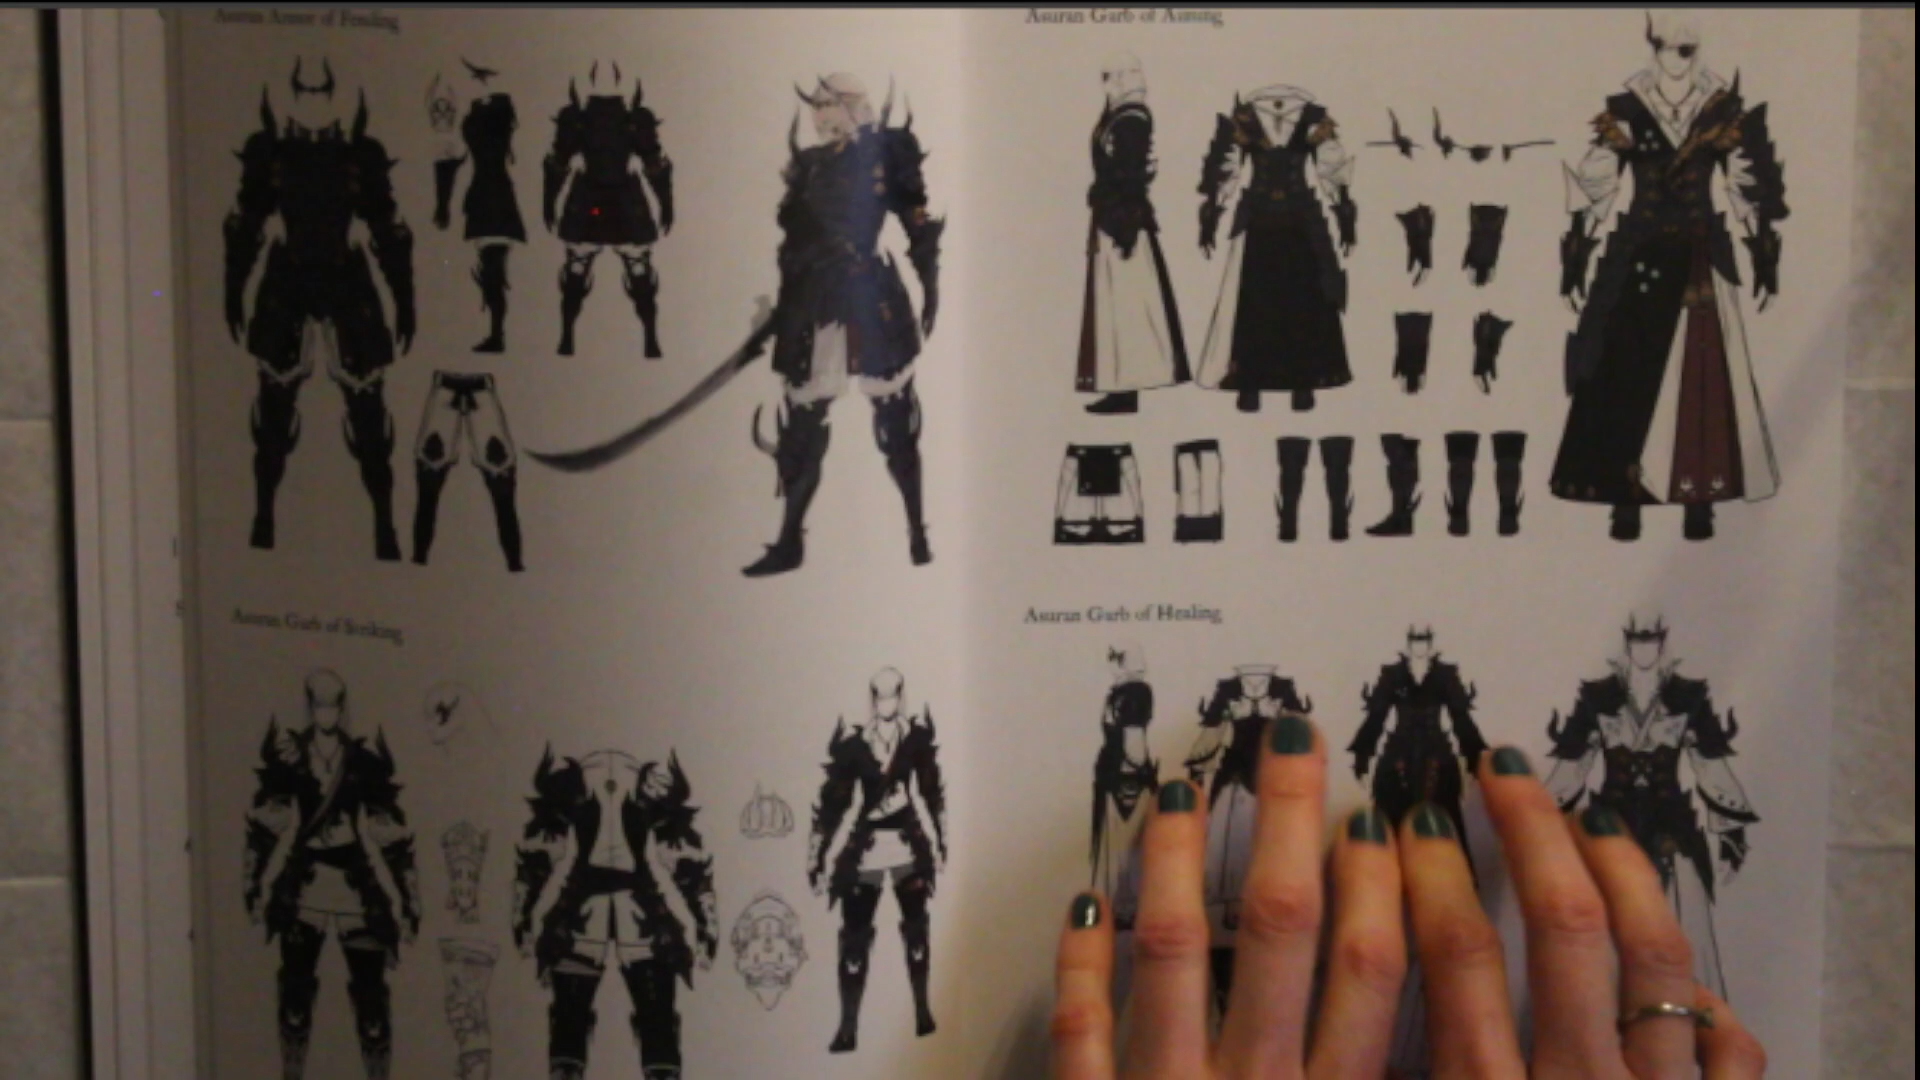 Asuran Armor of Fending
Asuran Garb of Aiming
Asuran Garb of Striking
Asuran Garb of Healing